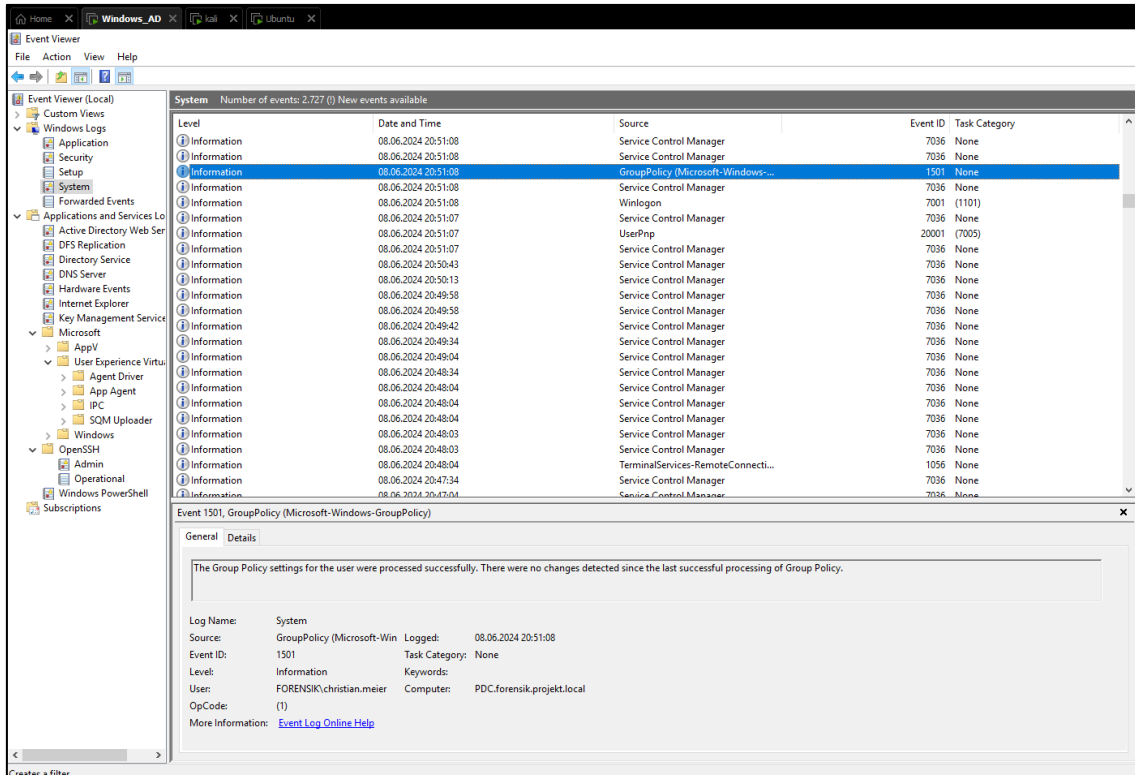 Home Windows_AD kali Ubuntu
Event Viewer
File Action View Help
Event Viewer (Local)
Custom Views
Windows Logs
Application
Security
Setup
System
Forwarded Events
Applications and Services Lo
Active Directory Web Ser
DFS Replication
Directory Service
DNS Server
Hardware Events
Internet Explorer
Key Management Service
Microsoft
AppV
User Experience Virtu
Agent Driver
App Agent
IPC
SQM Uploader
Windows
OpenSSH
Admin
Operational
Windows PowerShell
Subscriptions
System Number of events: 2.727 (!) New events available
Level Date and Time Source Event ID Task Category
Information 08.06.2024 20:51:08 Service Control Manager 7036 None
Information 08.06.2024 20:51:08 Service Control Manager 7036 None
Information 08.06.2024 20:51:08 GroupPolicy (Microsoft-Windows-... 1501 None
Information 08.06.2024 20:51:08 Service Control Manager 7036 None
Information 08.06.2024 20:51:08 Winlogon 7001 (1101)
Information 08.06.2024 20:51:07 Service Control Manager 7036 None
Information 08.06.2024 20:51:07 UserPnp 20001 (7005)
Information 08.06.2024 20:51:07 Service Control Manager 7036 None
Information 08.06.2024 20:50:43 Service Control Manager 7036 None
Information 08.06.2024 20:50:13 Service Control Manager 7036 None
Information 08.06.2024 20:49:58 Service Control Manager 7036 None
Information 08.06.2024 20:49:58 Service Control Manager 7036 None
Information 08.06.2024 20:49:42 Service Control Manager 7036 None
Information 08.06.2024 20:49:34 Service Control Manager 7036 None
Information 08.06.2024 20:49:04 Service Control Manager 7036 None
Information 08.06.2024 20:48:34 Service Control Manager 7036 None
Information 08.06.2024 20:48:04 Service Control Manager 7036 None
Information 08.06.2024 20:48:04 Service Control Manager 7036 None
Information 08.06.2024 20:48:04 Service Control Manager 7036 None
Information 08.06.2024 20:48:03 Service Control Manager 7036 None
Information 08.06.2024 20:48:03 Service Control Manager 7036 None
Information 08.06.2024 20:48:04 TerminalServices-RemoteConnecti... 1056 None
Information 08.06.2024 20:47:34 Service Control Manager 7036 None
Information 08.06.2024 20:47:04 Service Control Manager 7036 None
Event 1501, GroupPolicy (Microsoft-Windows-GroupPolicy)
General Details
The Group Policy settings for the user were processed successfully. There were no changes detected since the last successful processing of Group Policy.
Log Name: System
Source: GroupPolicy (Microsoft-Win Logged: 08.06.2024 20:51:08
Event ID: 1501 Task Category: None
Level: Information Keywords:
User: FORENSIK\christian.meier Computer: PDC.forensik.projekt.local
OpCode: (1)
More Information: Event Log Online Help
Creates a filter